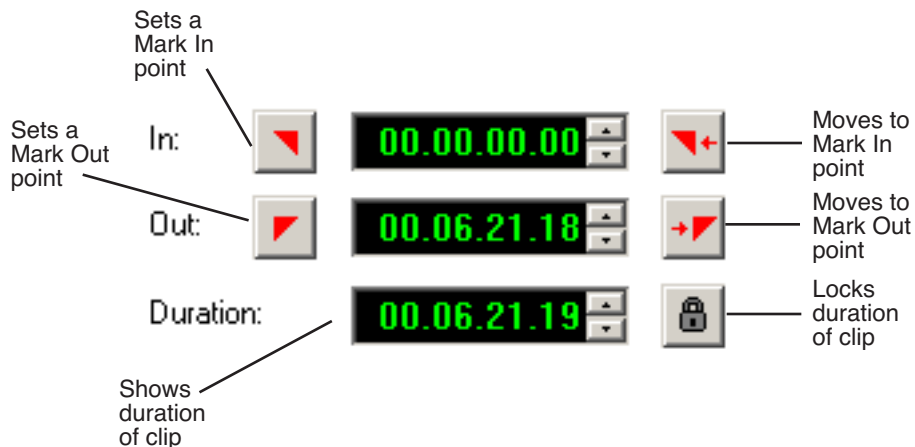 Sets a
Mark In
point
Sets a
Mark Out
point
In:
00.00.00.00
Moves to
Mark In
point
Out:
00.06.21.18
Moves to
Mark Out
point
Duration:
00.06.21.19
Locks
duration
of clip
Shows
duration
of clip